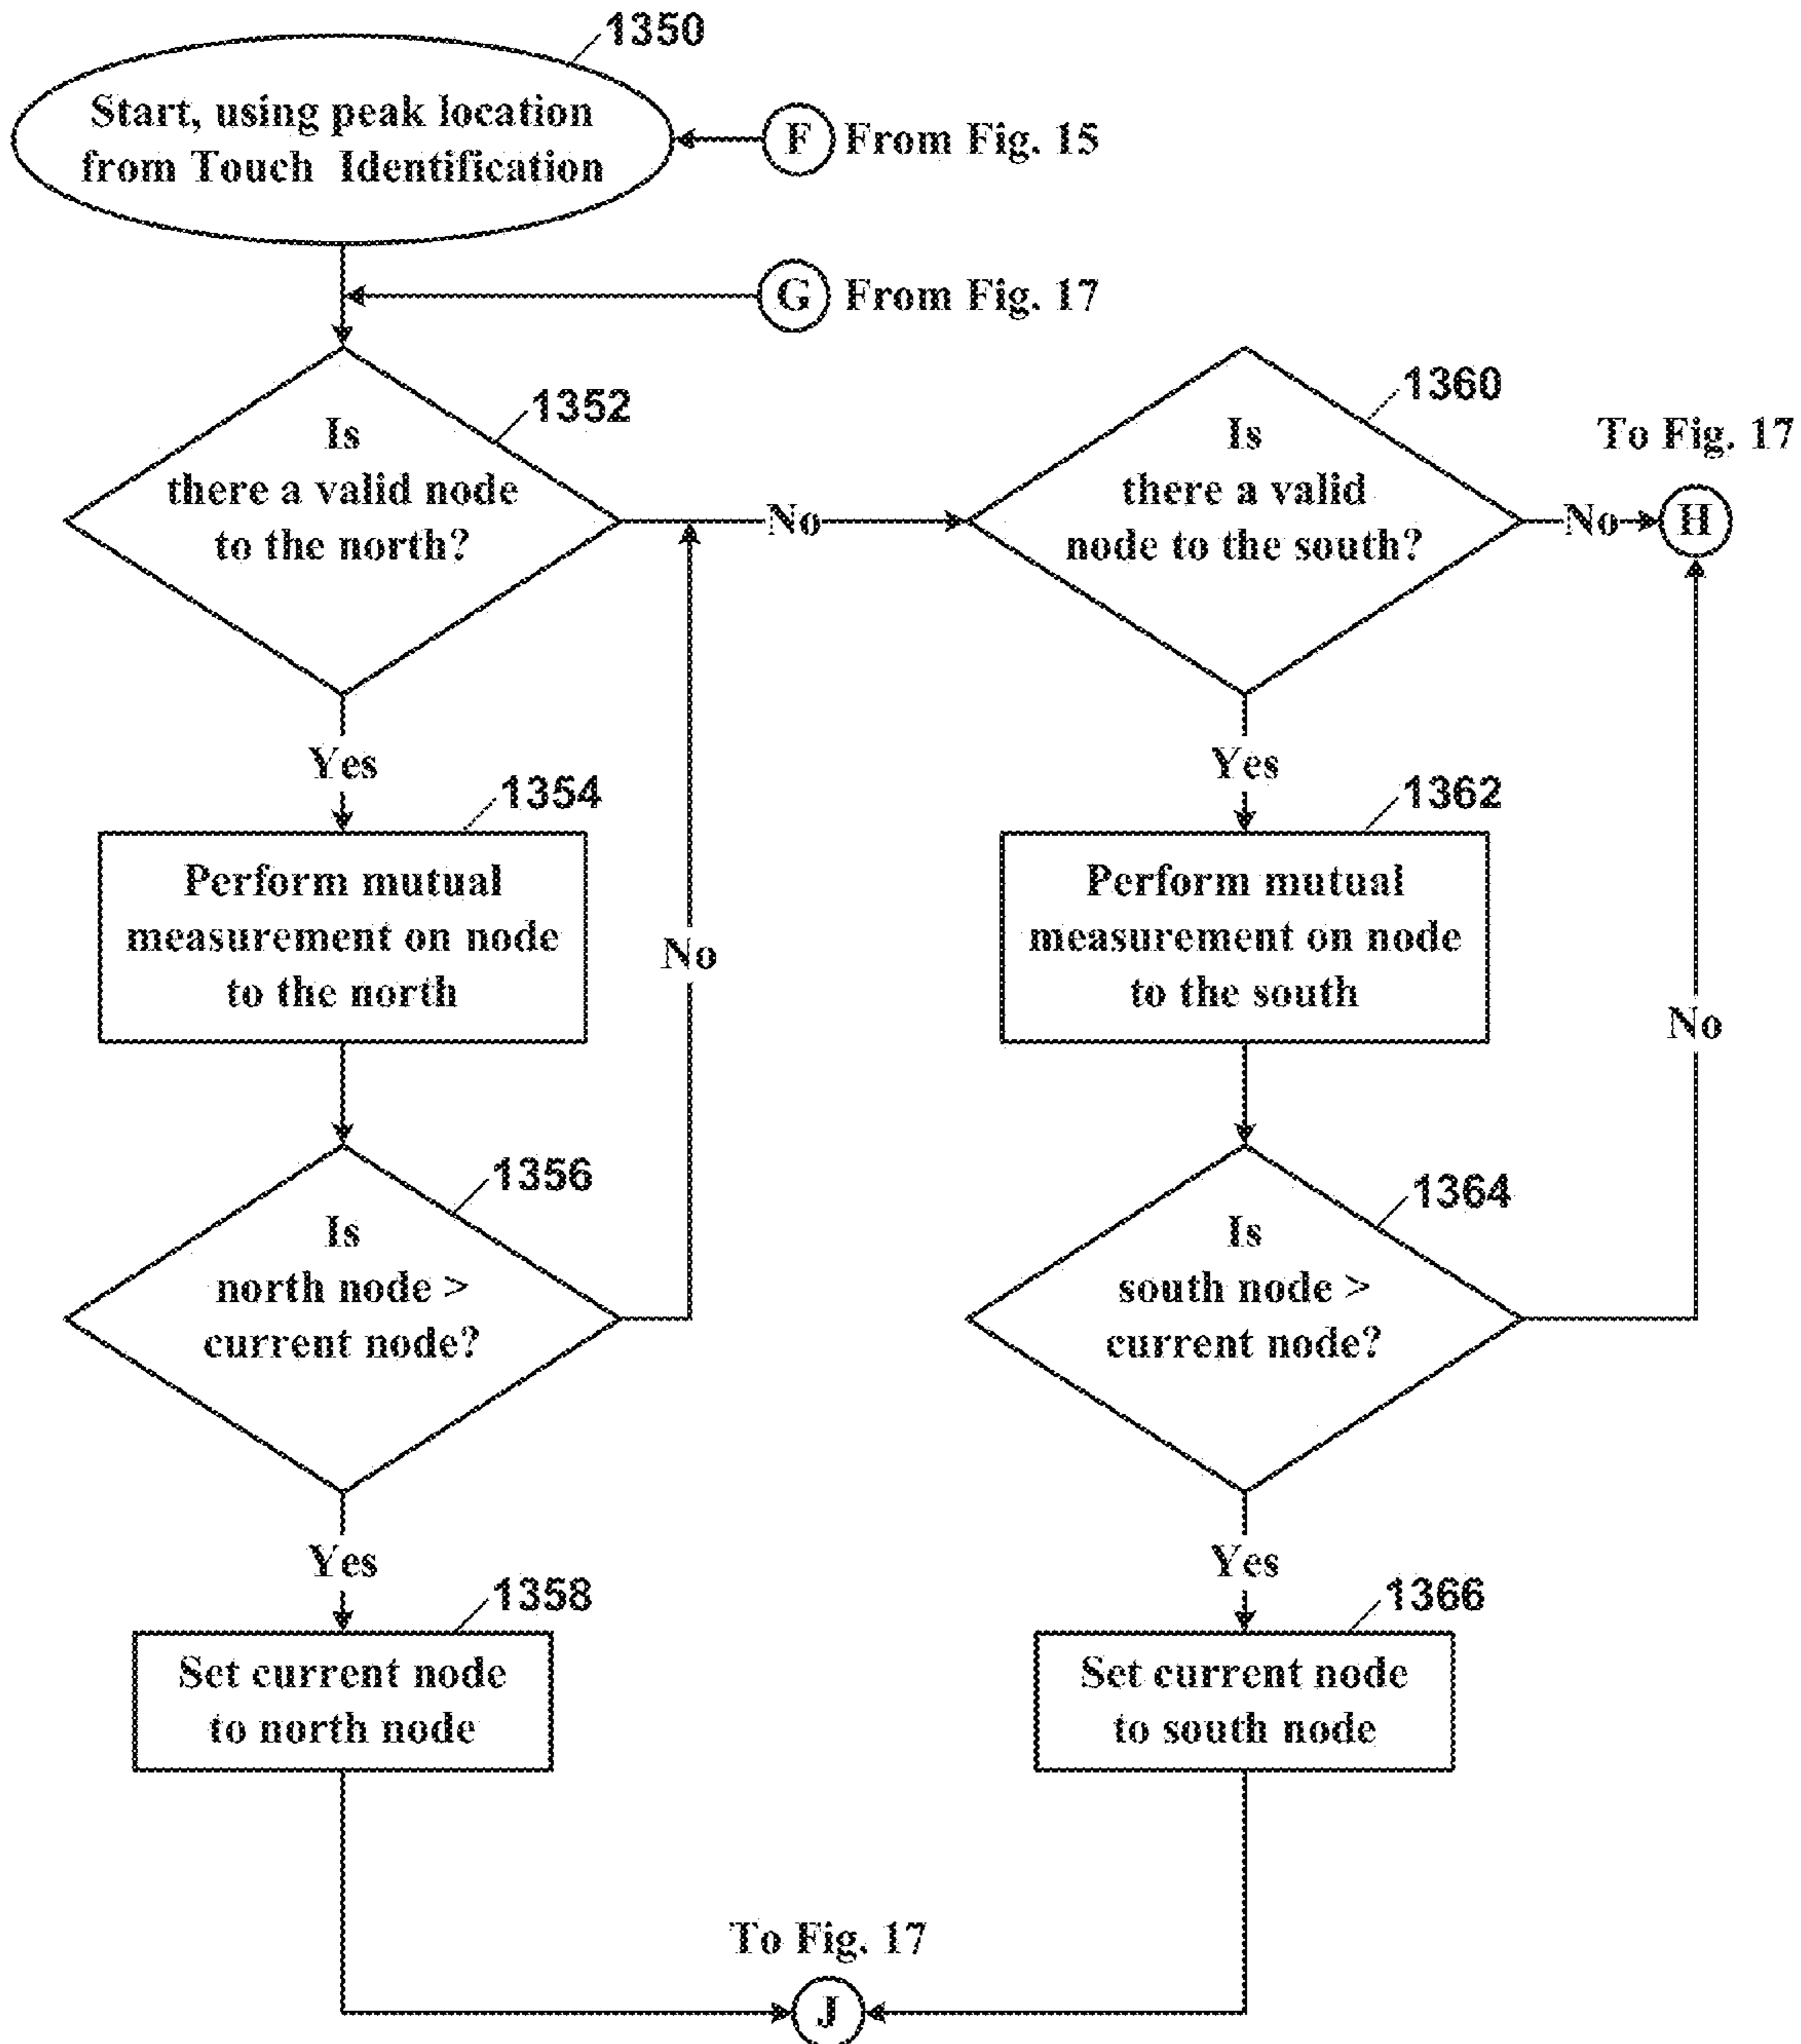 1350
Start, using peak location
from Touch Identification
F From Fig. 15
G From Fig. 17
1352
Is
there a valid node
to the north?
No
1360
Is
there a valid
node to the south?
No
To Fig. 17
H
Yes
1354
Perform mutual
measurement on node
to the north
No
Yes
1362
Perform mutual
measurement on node
to the south
No
1356
Is
north node >
current node?
1364
Is
south node >
current node?
Yes
1358
Set current node
to north node
Yes
1366
Set current node
to south node
To Fig. 17
J